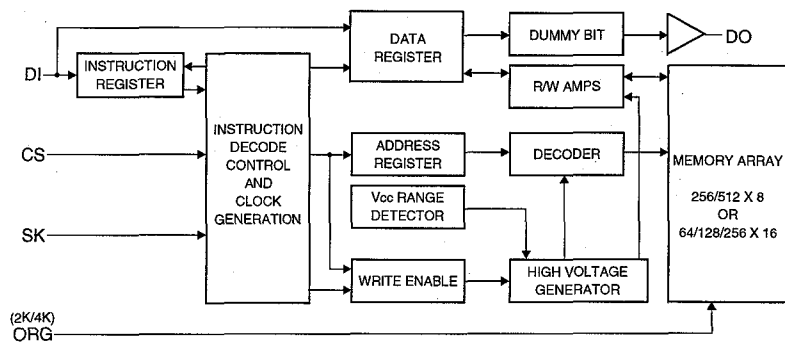 DI
INSTRUCTION
REGISTER
INSTRUCTION
DECODE
CONTROL
AND
CLOCK
GENERATION
DATA
REGISTER
DUMMY BIT
DO
R/W AMPS
CS
ADDRESS
REGISTER
DECODER
MEMORY ARRAY
256/512 X 8
OR
64/128/256 X 16
Vcc RANGE
DETECTOR
SK
WRITE ENABLE
HIGH VOLTAGE
GENERATOR
(2K/4K)
ORG